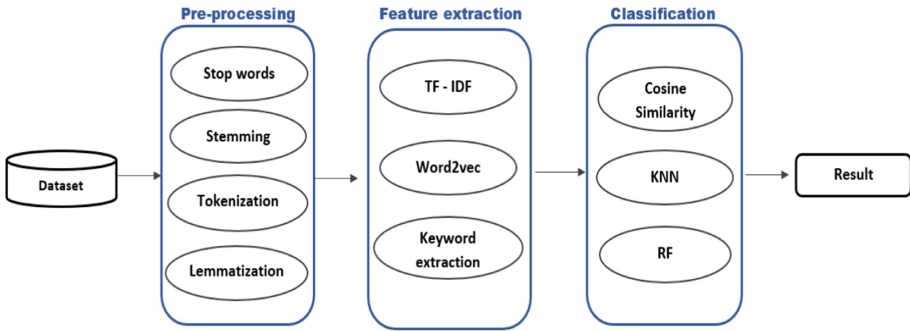 Pre-processing
Feature extraction
Classification
Dataset
Stop words
Stemming
Tokenization
Lemmatization
TF - IDF
Word2vec
Keyword
extraction
Cosine
Similarity
KNN
RF
Result